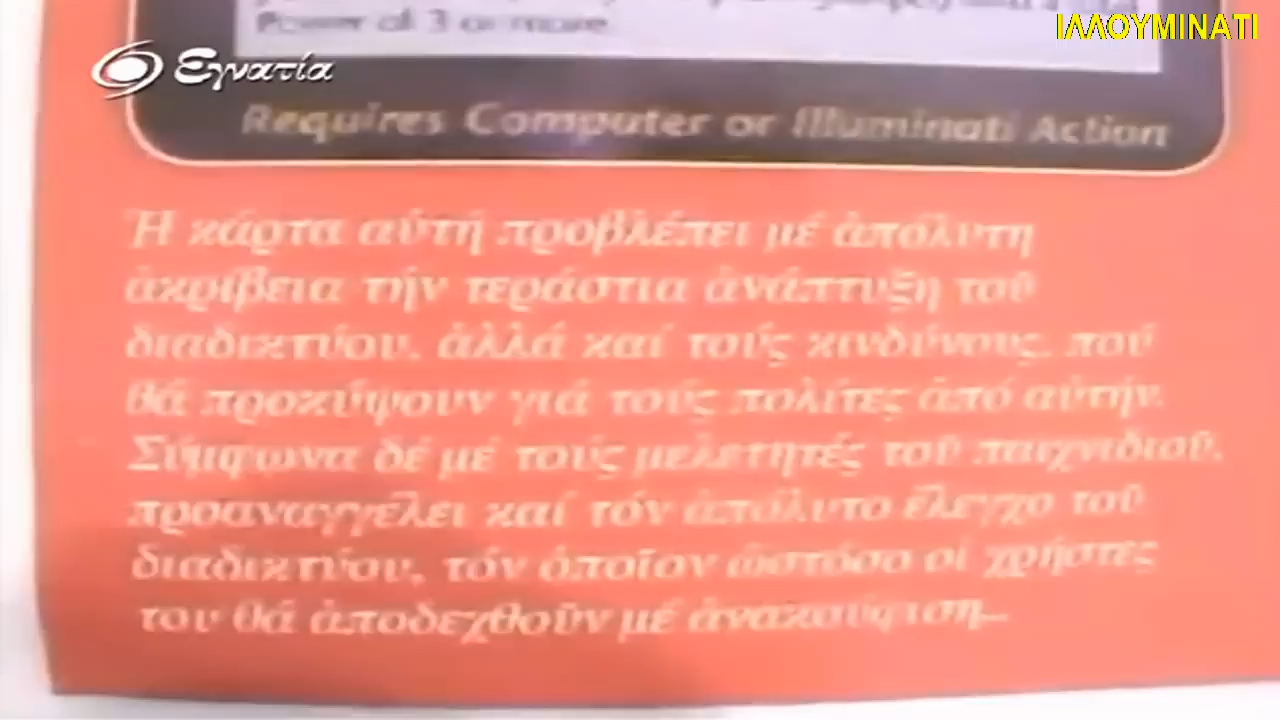 Power of 3 or more
ΙΛΛΟΥΜΙΝΑΤΙ
Εγνατία
Requires Computer or Illuminati Action
Ἡ κάρτα αὐτή προβλέπει μέ ἀπόλυτη
ἀκρίβεια τήν τεράστια ἀνάπτυξη τοῦ
διαδικτύου, ἀλλά καί τούς κινδύνους, πού
θά προκύψουν γιά τούς πολίτες ἀπό αὐτήν.
Σύμφωνα δέ μέ τούς μελετητές τοῦ παιχνιδιοῦ,
προαναγγέλει καί τόν ἀπόλυτο ἔλεγχο τοῦ
διαδικτύου, τόν ὁποῖον ὡστόσο οἱ χρήστες
του θά ἀποδεχθοῦν μέ ἀνακούφιση...